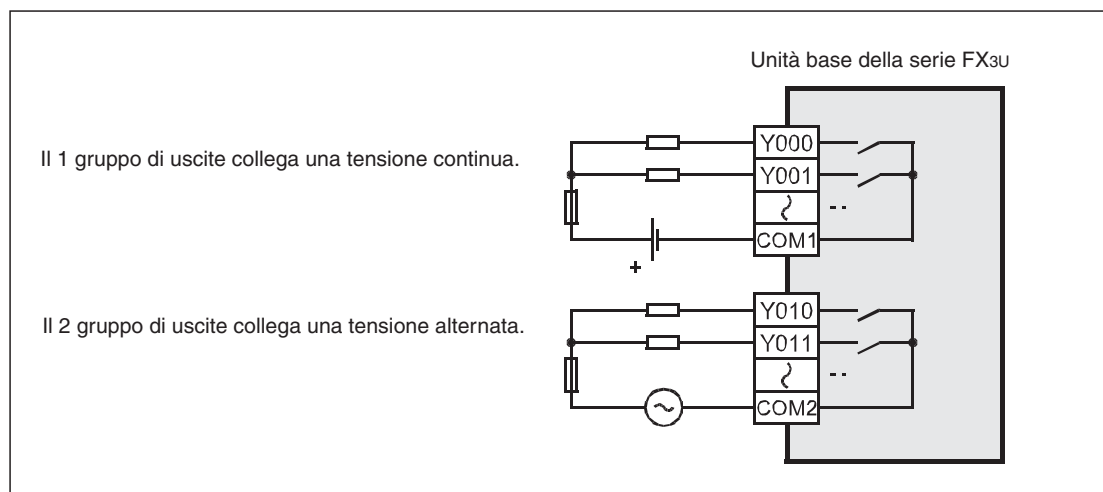 Unità base della serie FX3U
Il 1 gruppo di uscite collega una tensione continua.
Y000
Y001
COM1
+
Il 2 gruppo di uscite collega una tensione alternata.
Y010
Y011
COM2